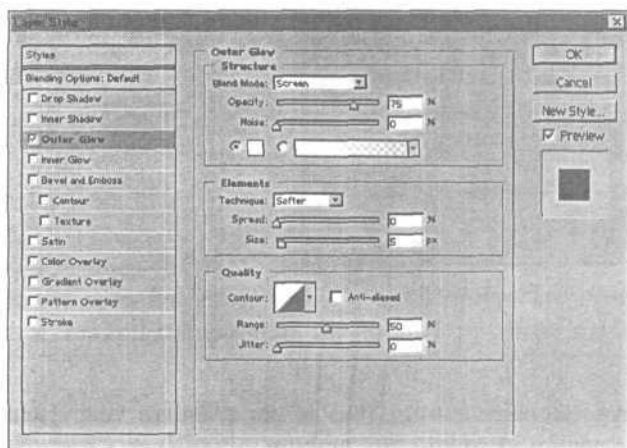 Layer Style
Styles
Blending Options: Default
Drop Shadow
Inner Shadow
Outer Glow
Inner Glow
Bevel and Emboss
Contour
Texture
Satin
Color Overlay
Gradient Overlay
Pattern Overlay
Stroke
Outer Glow
Structure
Blend Mode: Screen
Opacity: 75 %
Noise: 0 %
Elements
Technique: Softer
Spread: 0 %
Size: 5 px
Quality
Contour: Anti-aliased
Range: 50 %
Jitter: 0 %
OK
Cancel
New Style...
Preview